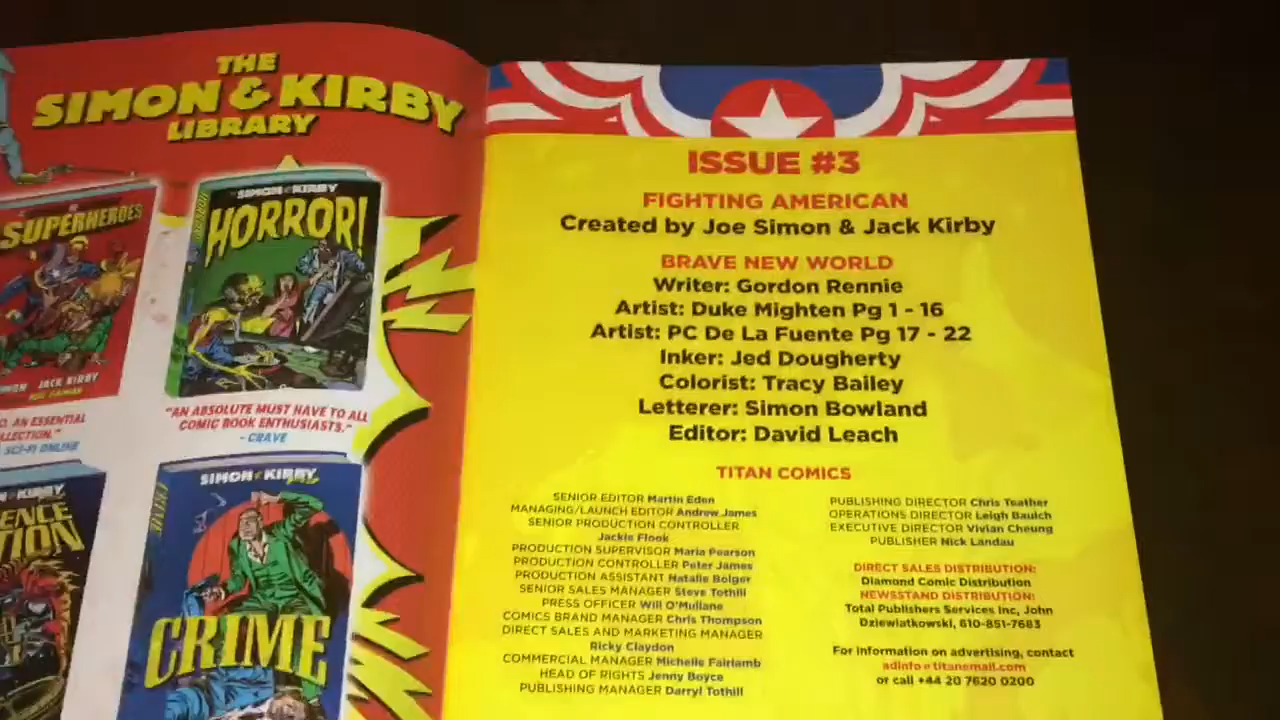 THE
SIMON & KIRBY
LIBRARY
SUPERHEROES
JACK KIRBY
AN ESSENTIAL
SCI-FI ONLINE
SIMON KIRBY
HORROR!
"AN ABSOLUTE MUST HAVE TO ALL
COMIC BOOK ENTHUSIASTS."
- CRAVE
KIRBY
SIMON KIRBY
CRIME
ISSUE #3
FIGHTING AMERICAN
Created by Joe Simon & Jack Kirby
BRAVE NEW WORLD
Writer: Gordon Rennie
Artist: Duke Mighten Pg 1 - 16
Artist: PC De La Fuente Pg 17 - 22
Inker: Jed Dougherty
Colorist: Tracy Bailey
Letterer: Simon Bowland
Editor: David Leach
TITAN COMICS
SENIOR EDITOR Martin Eden
MANAGING/LAUNCH EDITOR Andrew James
SENIOR PRODUCTION CONTROLLER
Jackie Flook
PRODUCTION SUPERVISOR Maria Pearson
PRODUCTION CONTROLLER Peter James
PRODUCTION ASSISTANT Natalie Bolger
SENIOR SALES MANAGER Steve Tothill
PRESS OFFICER Will O'Mullane
COMICS BRAND MANAGER Chris Thompson
DIRECT SALES AND MARKETING MANAGER
Ricky Claydon
COMMERCIAL MANAGER Michelle Fairlamb
HEAD OF RIGHTS Jenny Boyce
PUBLISHING MANAGER Darryl Tothill
PUBLISHING DIRECTOR Chris Teather
OPERATIONS DIRECTOR Leigh Baulch
EXECUTIVE DIRECTOR Vivian Cheung
PUBLISHER Nick Landau
DIRECT SALES DISTRIBUTION:
Diamond Comic Distribution
NEWSSTAND DISTRIBUTION:
Total Publishers Services Inc, John
Dziewiatkowski, 610-851-7683
For information on advertising, contact
adinfo@titanemail.com
or call +44 20 7620 0200